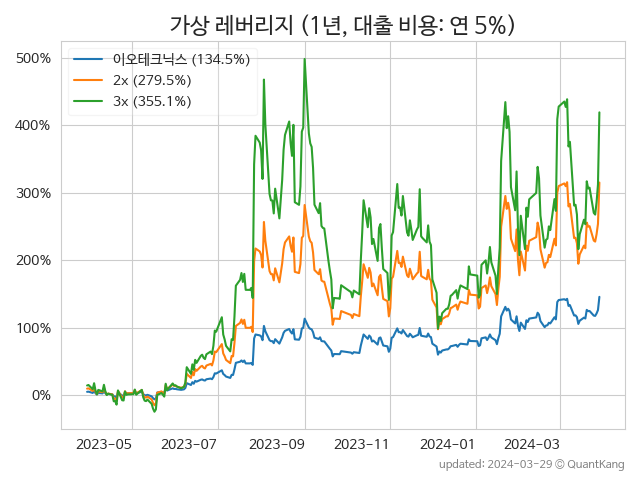 가상 레버리지 (1년, 대출 비용: 연 5%)
이오테크닉스 (134.5%)
2x (279.5%)
3x (355.1%)
500%
400%
300%
200%
100%
0%
2023-05 2023-07 2023-09 2023-11 2024-01 2024-03
updated: 2024-03-29 © QuantKang